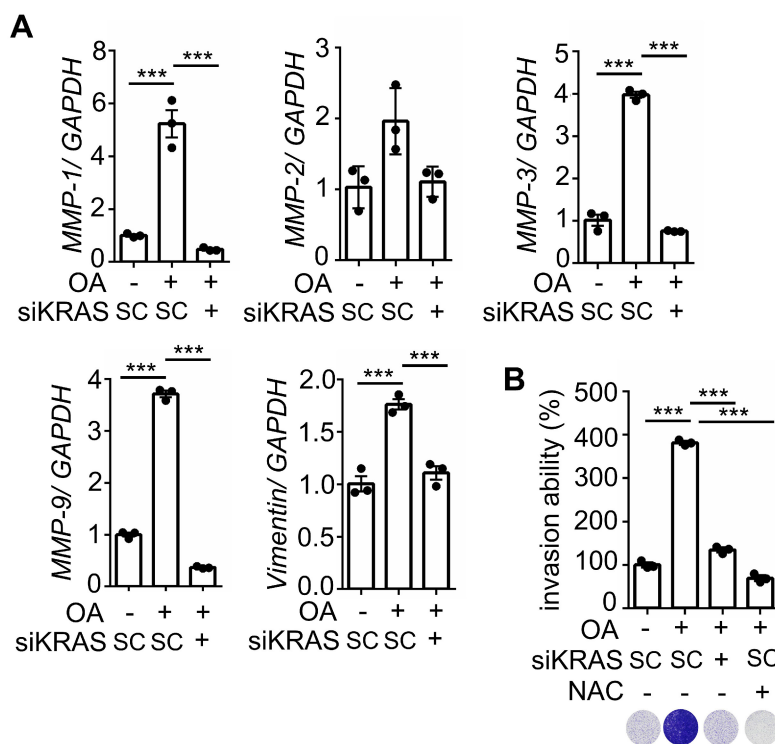 A
MMP-1/ GAPDH
8
6
4
2
0
***
***
OA - + +
siKRAS SC SC +
MMP-2/ GAPDH
3
2
1
0
OA - + +
siKRAS SC SC +
MMP-3/ GAPDH
5
4
3
2
1
0
***
***
OA - + +
siKRAS SC SC +
MMP-9/ GAPDH
4
3
2
1
0
***
***
OA - + +
siKRAS SC SC +
Vimentin/ GAPDH
2.0
1.5
1.0
0.5
0.0
***
***
OA - + +
siKRAS SC SC +
B
invasion ability (%)
500
400
300
200
100
0
***
***
***
OA - + + +
siKRAS SC SC + SC
NAC - - - +